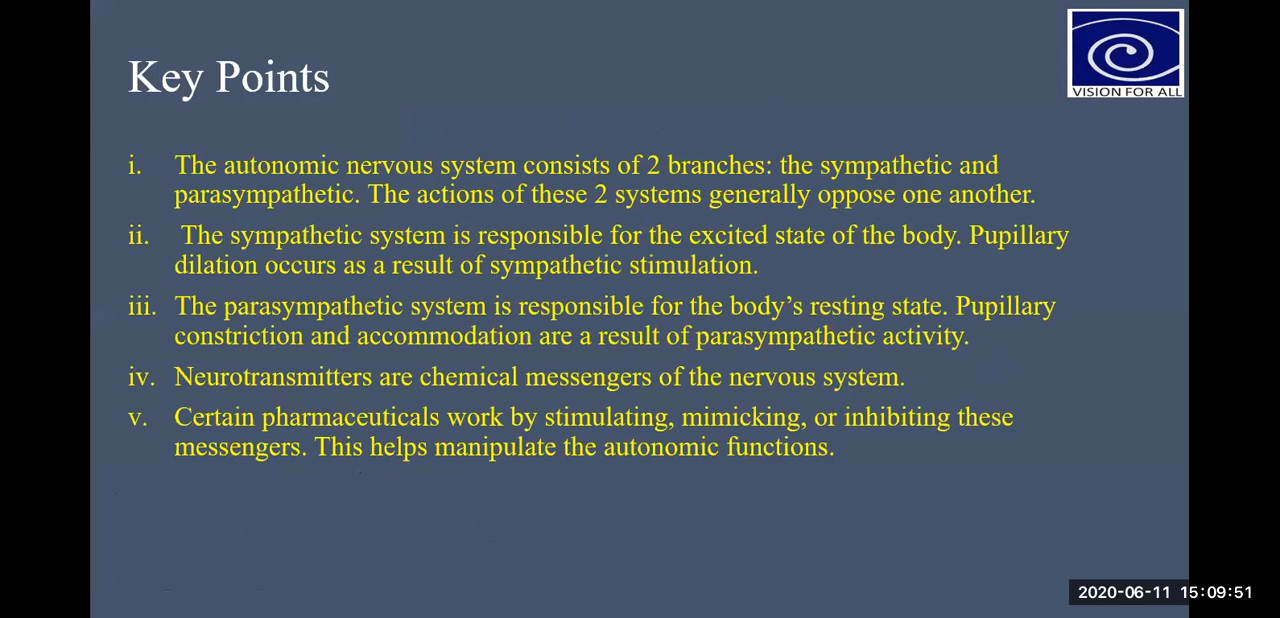 VISION FOR ALL
Key Points
i. The autonomic nervous system consists of 2 branches: the sympathetic and
parasympathetic. The actions of these 2 systems generally oppose one another.
ii. The sympathetic system is responsible for the excited state of the body. Pupillary
dilation occurs as a result of sympathetic stimulation.
iii. The parasympathetic system is responsible for the body’s resting state. Pupillary
constriction and accommodation are a result of parasympathetic activity.
iv. Neurotransmitters are chemical messengers of the nervous system.
v. Certain pharmaceuticals work by stimulating, mimicking, or inhibiting these
messengers. This helps manipulate the autonomic functions.
2020-06-11 15:09:51